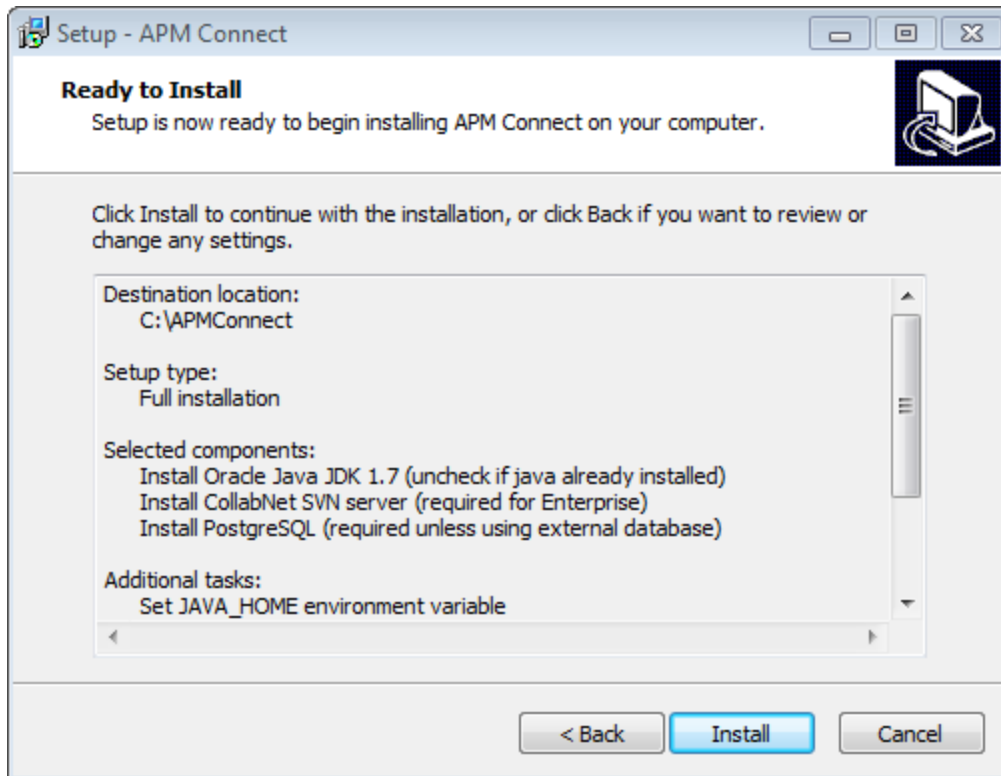 Setup - APM Connect
Ready to Install
Setup is now ready to begin installing APM Connect on your computer.
Click Install to continue with the installation, or click Back if you want to review or
change any settings.
Destination location:
C:\APMConnect
Setup type:
Full installation
Selected components:
Install Oracle Java JDK 1.7 (uncheck if java already installed)
Install CollabNet SVN server (required for Enterprise)
Install PostgreSQL (required unless using external database)
Additional tasks:
Set JAVA_HOME environment variable
< Back
Install
Cancel